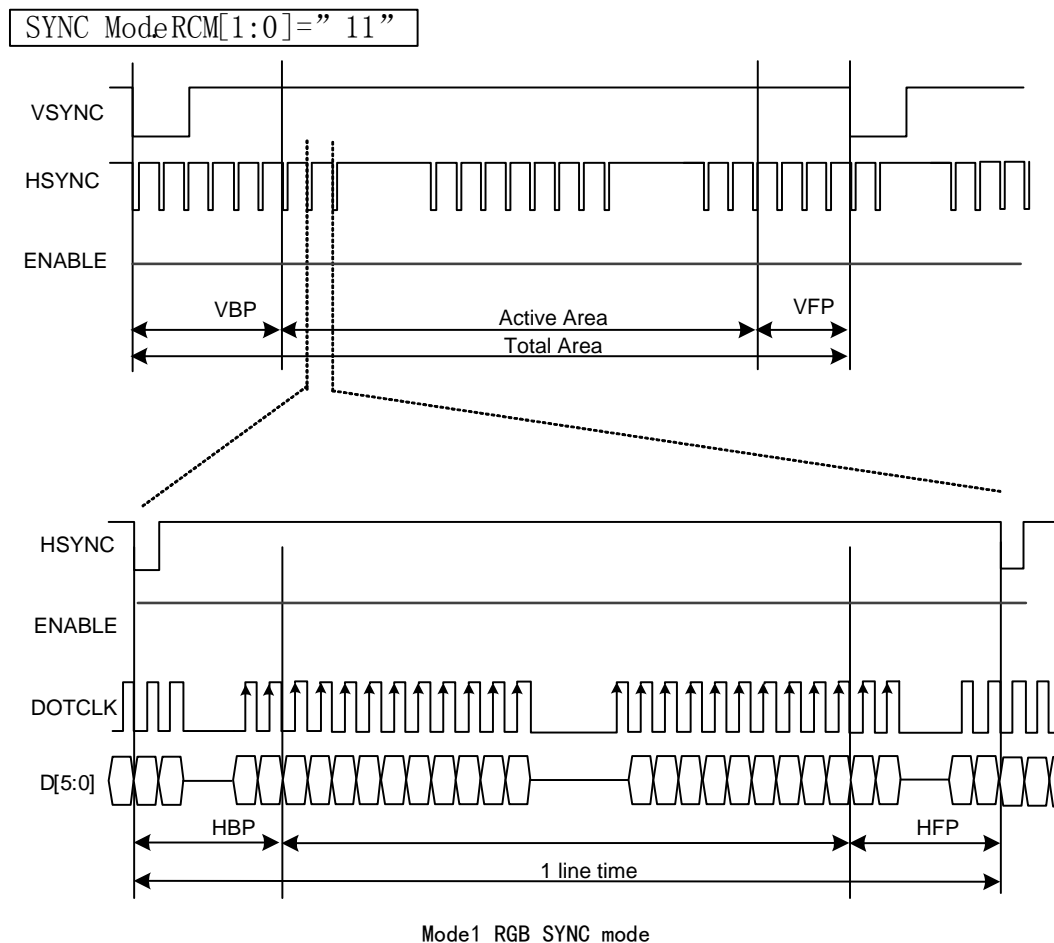 SYNC ModeRCM[1:0]=” 11”
VSYNC
HSYNC
ENABLE
VBP
Active Area
VFP
Total Area
HSYNC
ENABLE
DOTCLK
D[5:0]
HBP
HFP
1 line time
Mode1 RGB SYNC mode